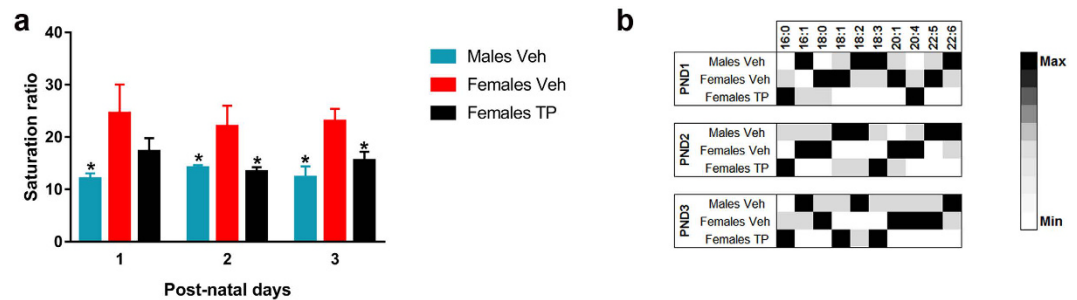 a
Saturation ratio
40
30
20
10
0
* * * * *
1 2 3
Post-natal days
Males Veh
Females Veh
Females TP
b
16:0 16:1 18:0 18:1 18:2 18:3 20:1 20:4 22:5 22:6
PND1
Males Veh
Females Veh
Females TP
PND2
Males Veh
Females Veh
Females TP
PND3
Males Veh
Females Veh
Females TP
Max
Min